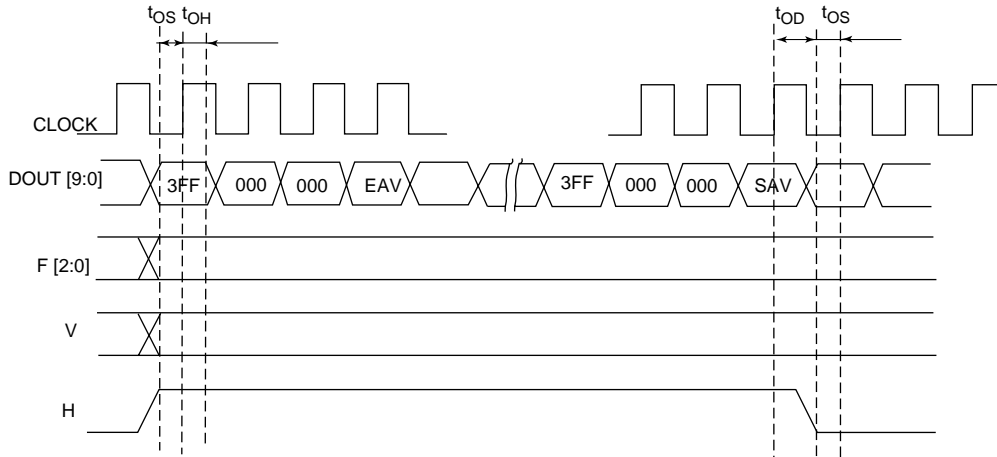 tOS tOH tOD tOS
CLOCK
DOUT [9:0] 3FF 000 000 EAV 3FF 000 000 SAV
F [2:0]
V
H